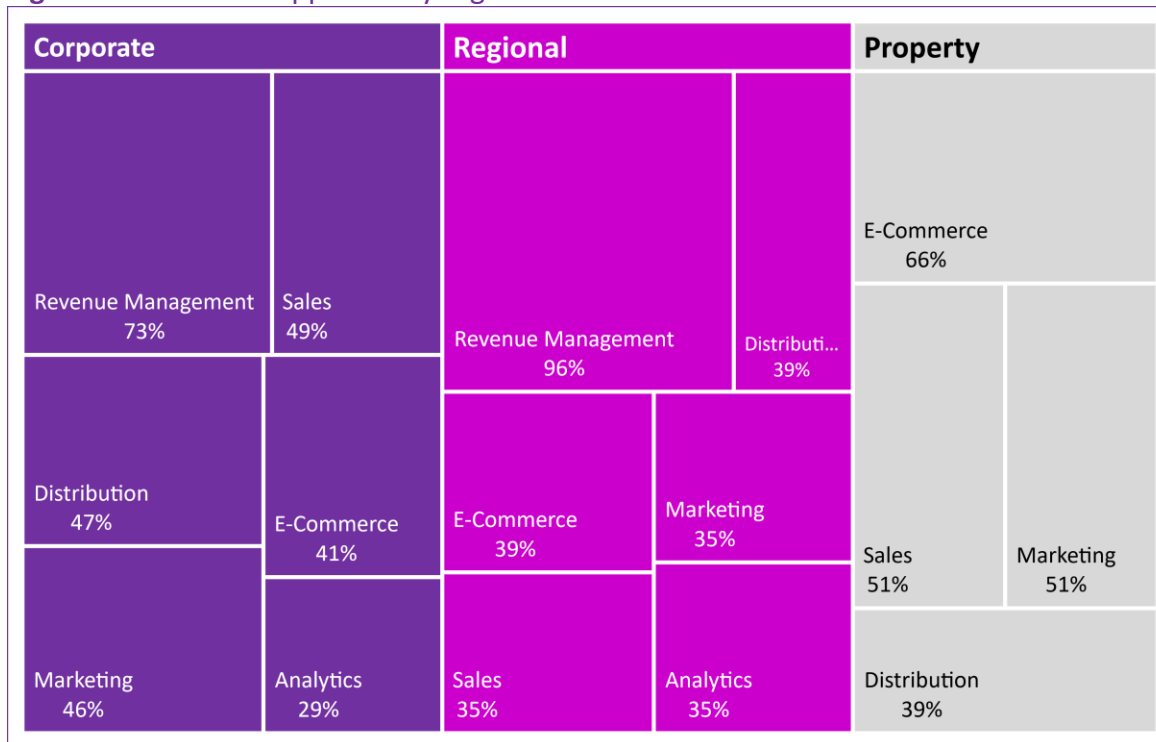 Corporate
Revenue Management
73%
Sales
49%
Distribution
47%
E-Commerce
41%
Marketing
46%
Analytics
29%
Regional
Revenue Management
96%
Distributi...
39%
E-Commerce
39%
Marketing
35%
Sales
35%
Analytics
35%
Property
E-Commerce
66%
Sales
51%
Marketing
51%
Distribution
39%